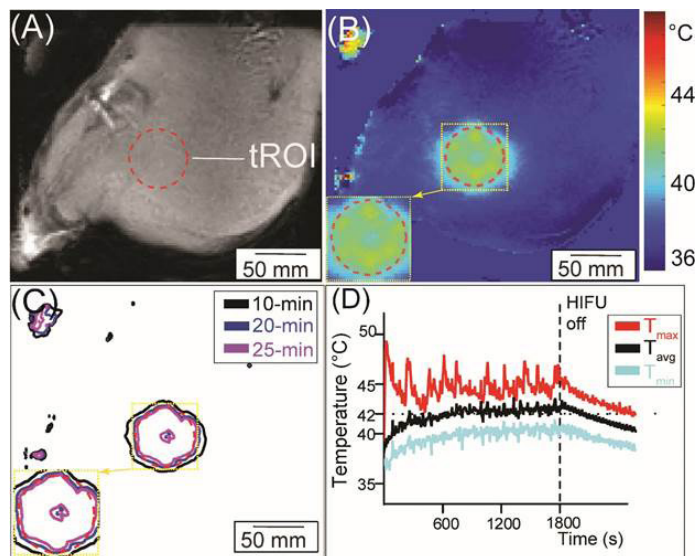 (A)
tROI
50 mm
(B)
°C
44
40
36
50 mm
(C)
10-min
20-min
25-min
50 mm
(D)
HIFU
off
Tmax
Tavg
Tmin
Temperature (°C)
50
45
42
40
35
600
1200
1800
Time (s)